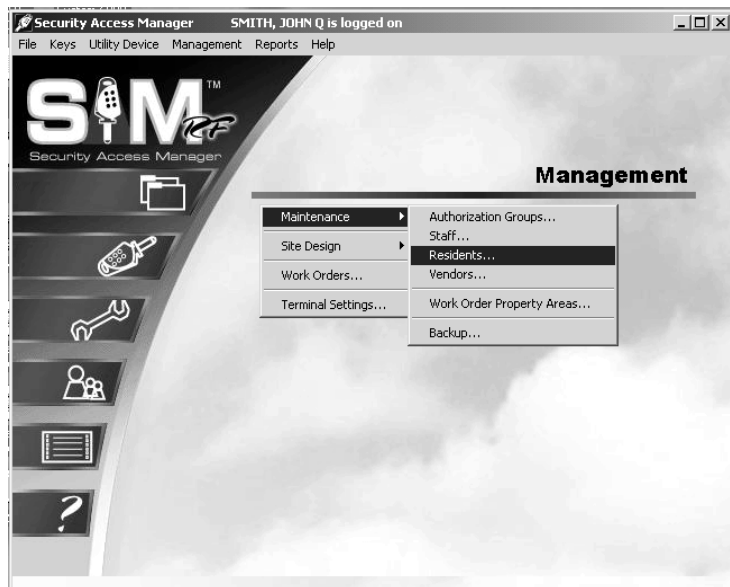 Security Access Manager SMITH, JOHN Q is logged on
File Keys Utility Device Management Reports Help
SAM TM
RF
Security Access Manager
Management
Maintenance
Site Design
Work Orders...
Terminal Settings...
Authorization Groups...
Staff...
Residents...
Vendors...
Work Order Property Areas...
Backup...
?